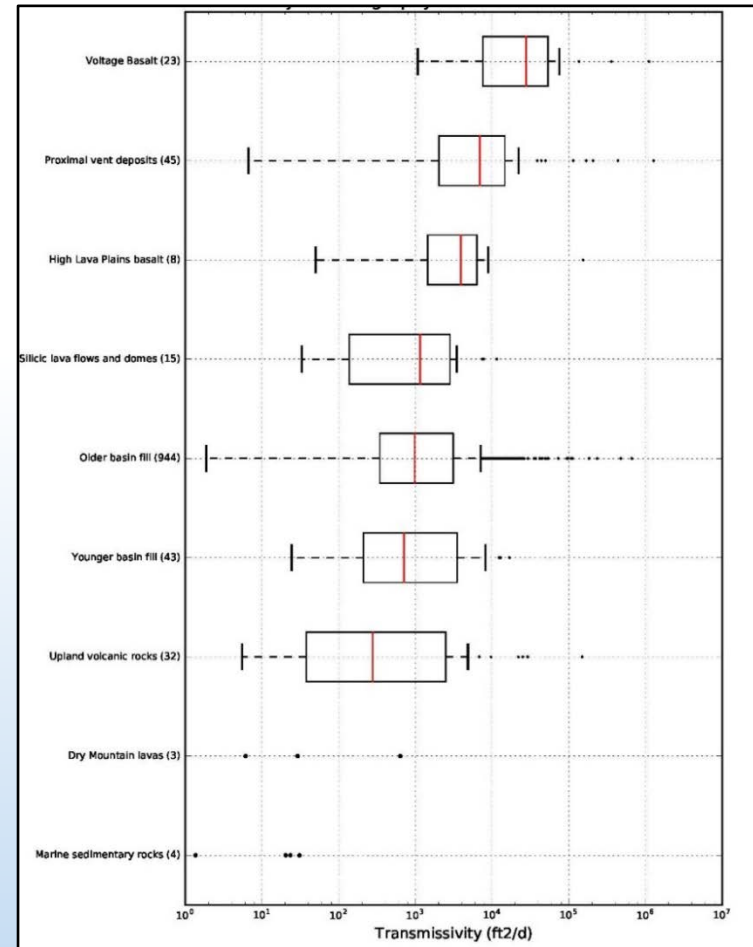 Voltage Basalt (23)
Proximal vent deposits (45)
High Lava Plains basalt (8)
Silicic lava flows and domes (15)
Older basin fill (944)
Younger basin fill (43)
Upland volcanic rocks (32)
Dry Mountain lavas (3)
Marine sedimentary rocks (4)
10⁰ 10¹ 10² 10³ 10⁴ 10⁵ 10⁶ 10⁷
Transmissivity (ft2/d)